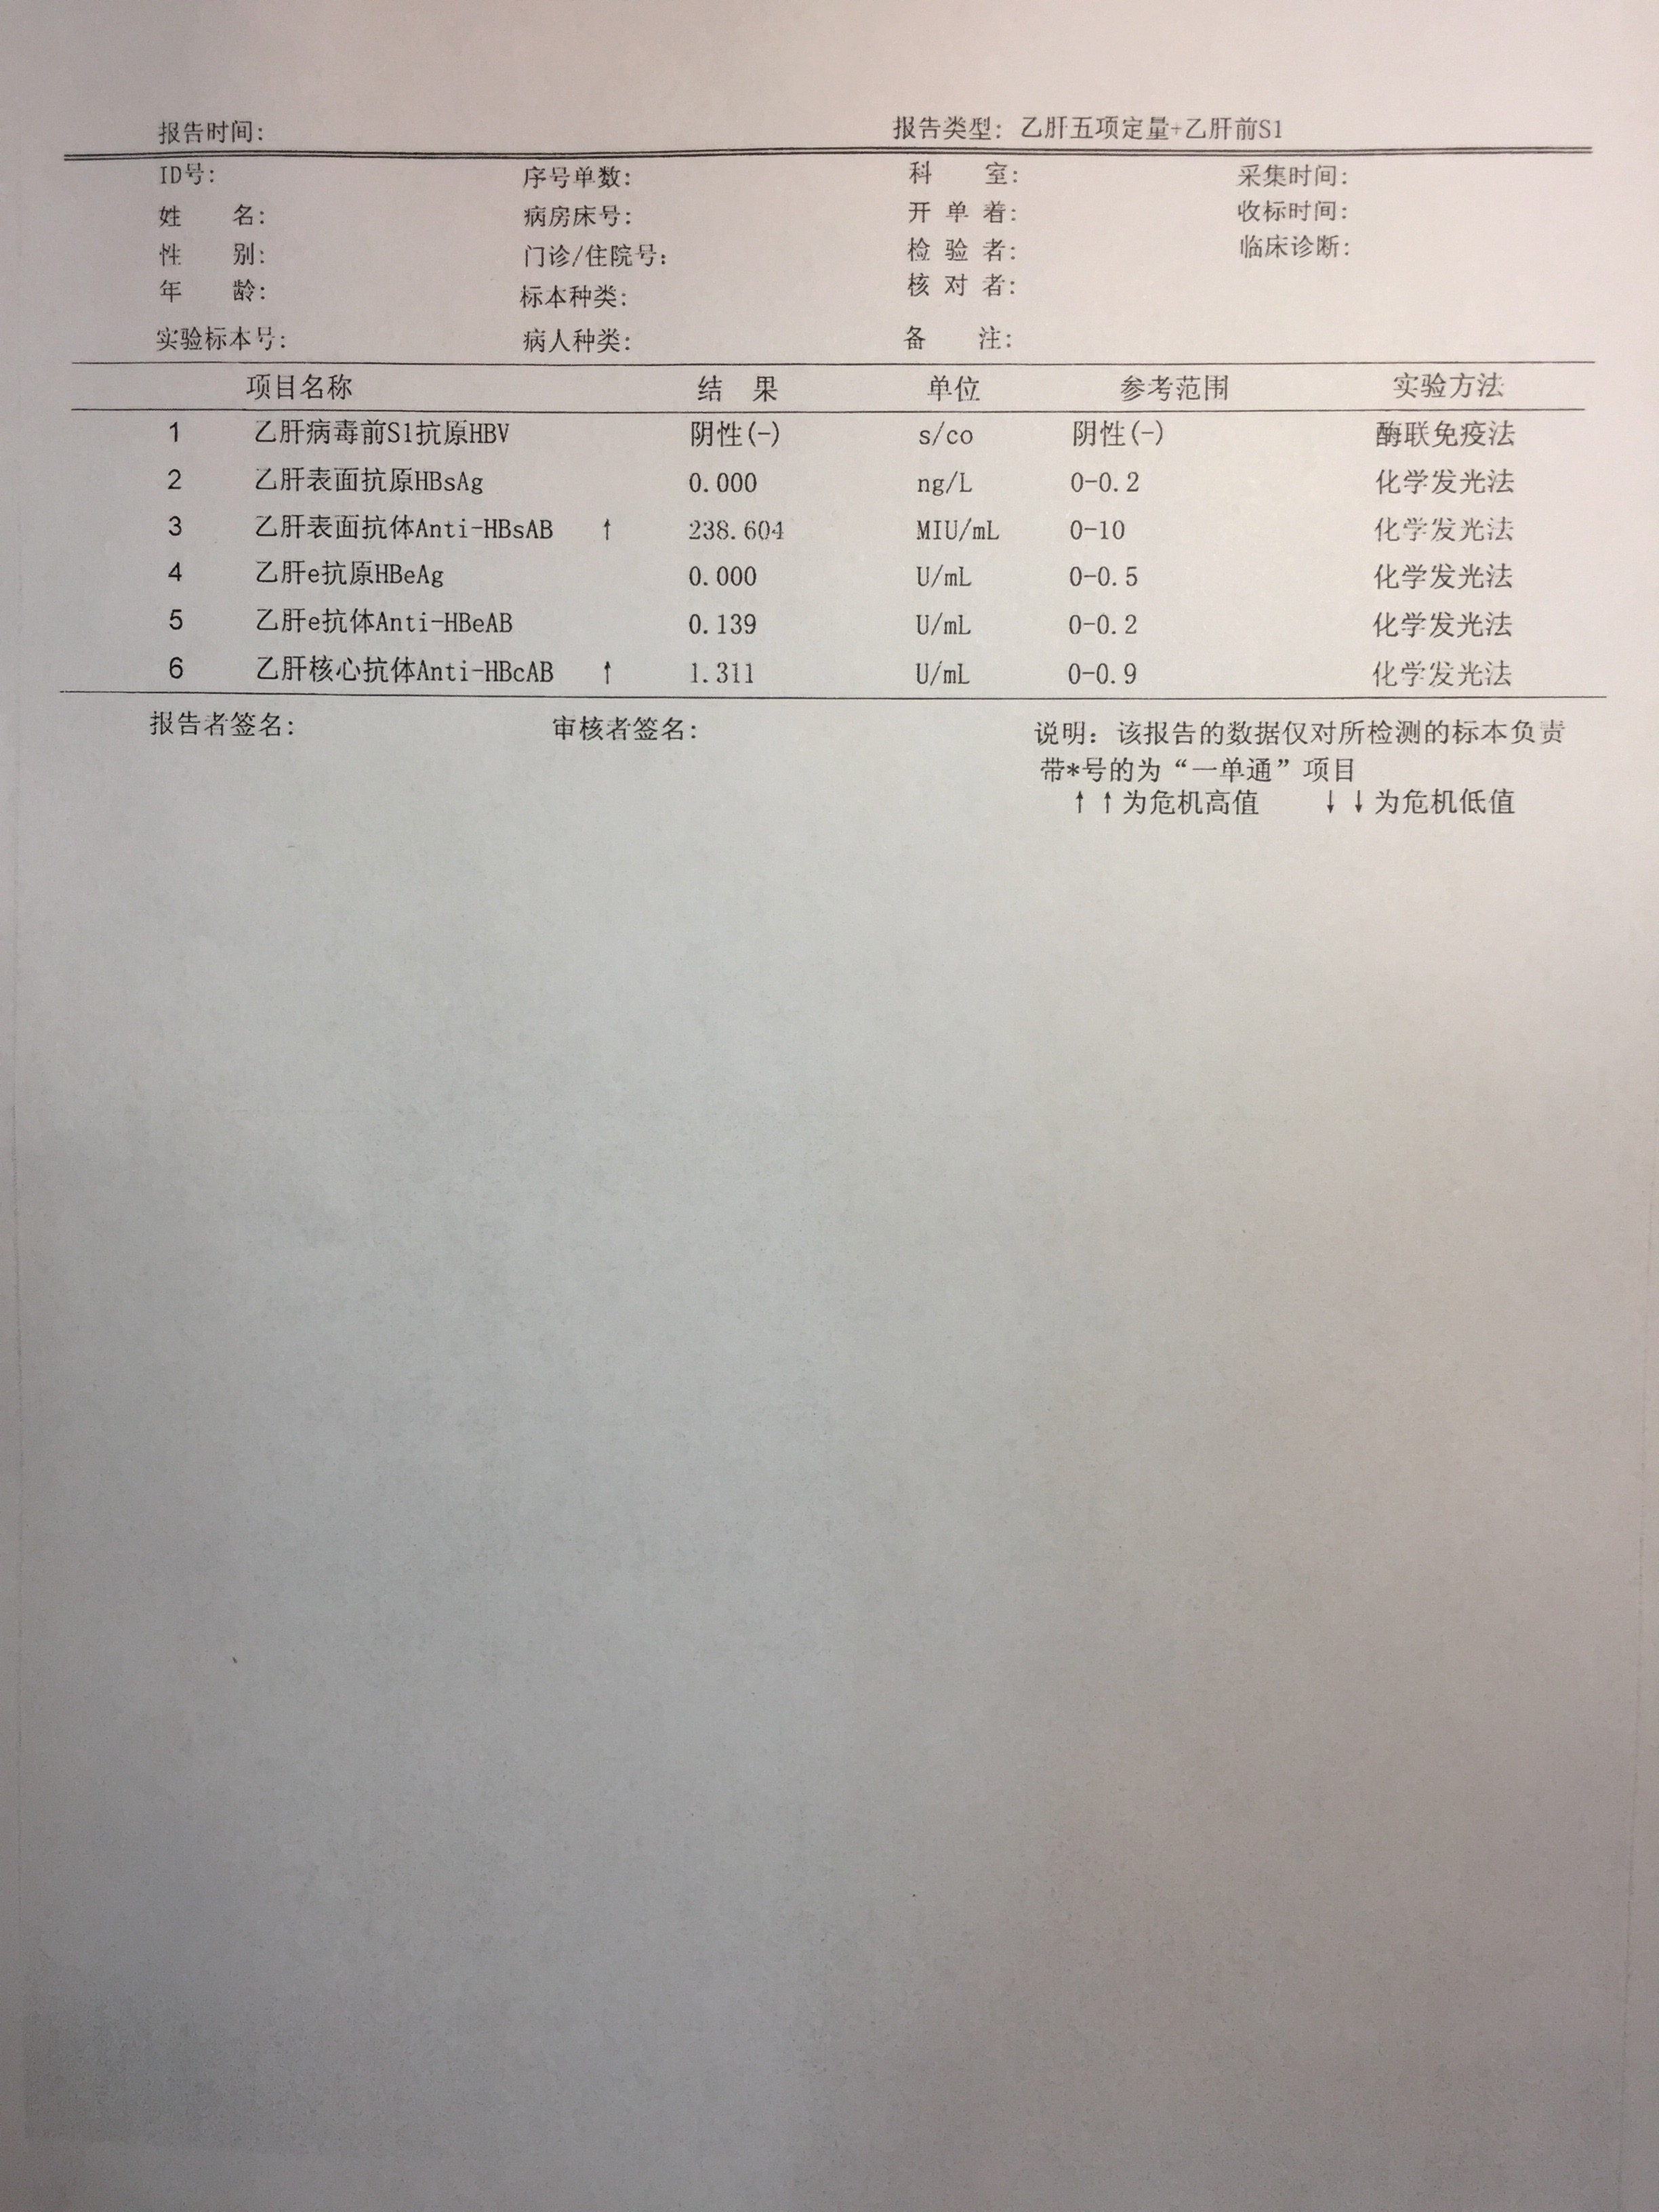 报告时间: 报告类型: 乙肝五项定量+乙肝前S1
ID号: 序号单数: 科 室: 采集时间:
姓 名: 病房床号: 开 单 着: 收标时间:
性 别: 门诊/住院号: 检 验 者: 临床诊断:
年 龄: 标本种类: 核 对 者:
实验标本号: 病人种类: 备 注:
项目名称 结 果 单位 参考范围 实验方法
1 乙肝病毒前S1抗原HBV 阴性(-) s/co 阴性(-) 酶联免疫法
2 乙肝表面抗原HBsAg 0.000 ng/L 0-0.2 化学发光法
3 乙肝表面抗体Anti-HBsAB ↑ 238.604 MIU/mL 0-10 化学发光法
4 乙肝e抗原HBeAg 0.000 U/mL 0-0.5 化学发光法
5 乙肝e抗体Anti-HBeAB 0.139 U/mL 0-0.2 化学发光法
6 乙肝核心抗体Anti-HBcAB ↑ 1.311 U/mL 0-0.9 化学发光法
报告者签名: 审核者签名: 说明: 该报告的数据仅对所检测的标本负责
带*号的为“一单通”项目
↑↑为危机高值 ↓↓为危机低值